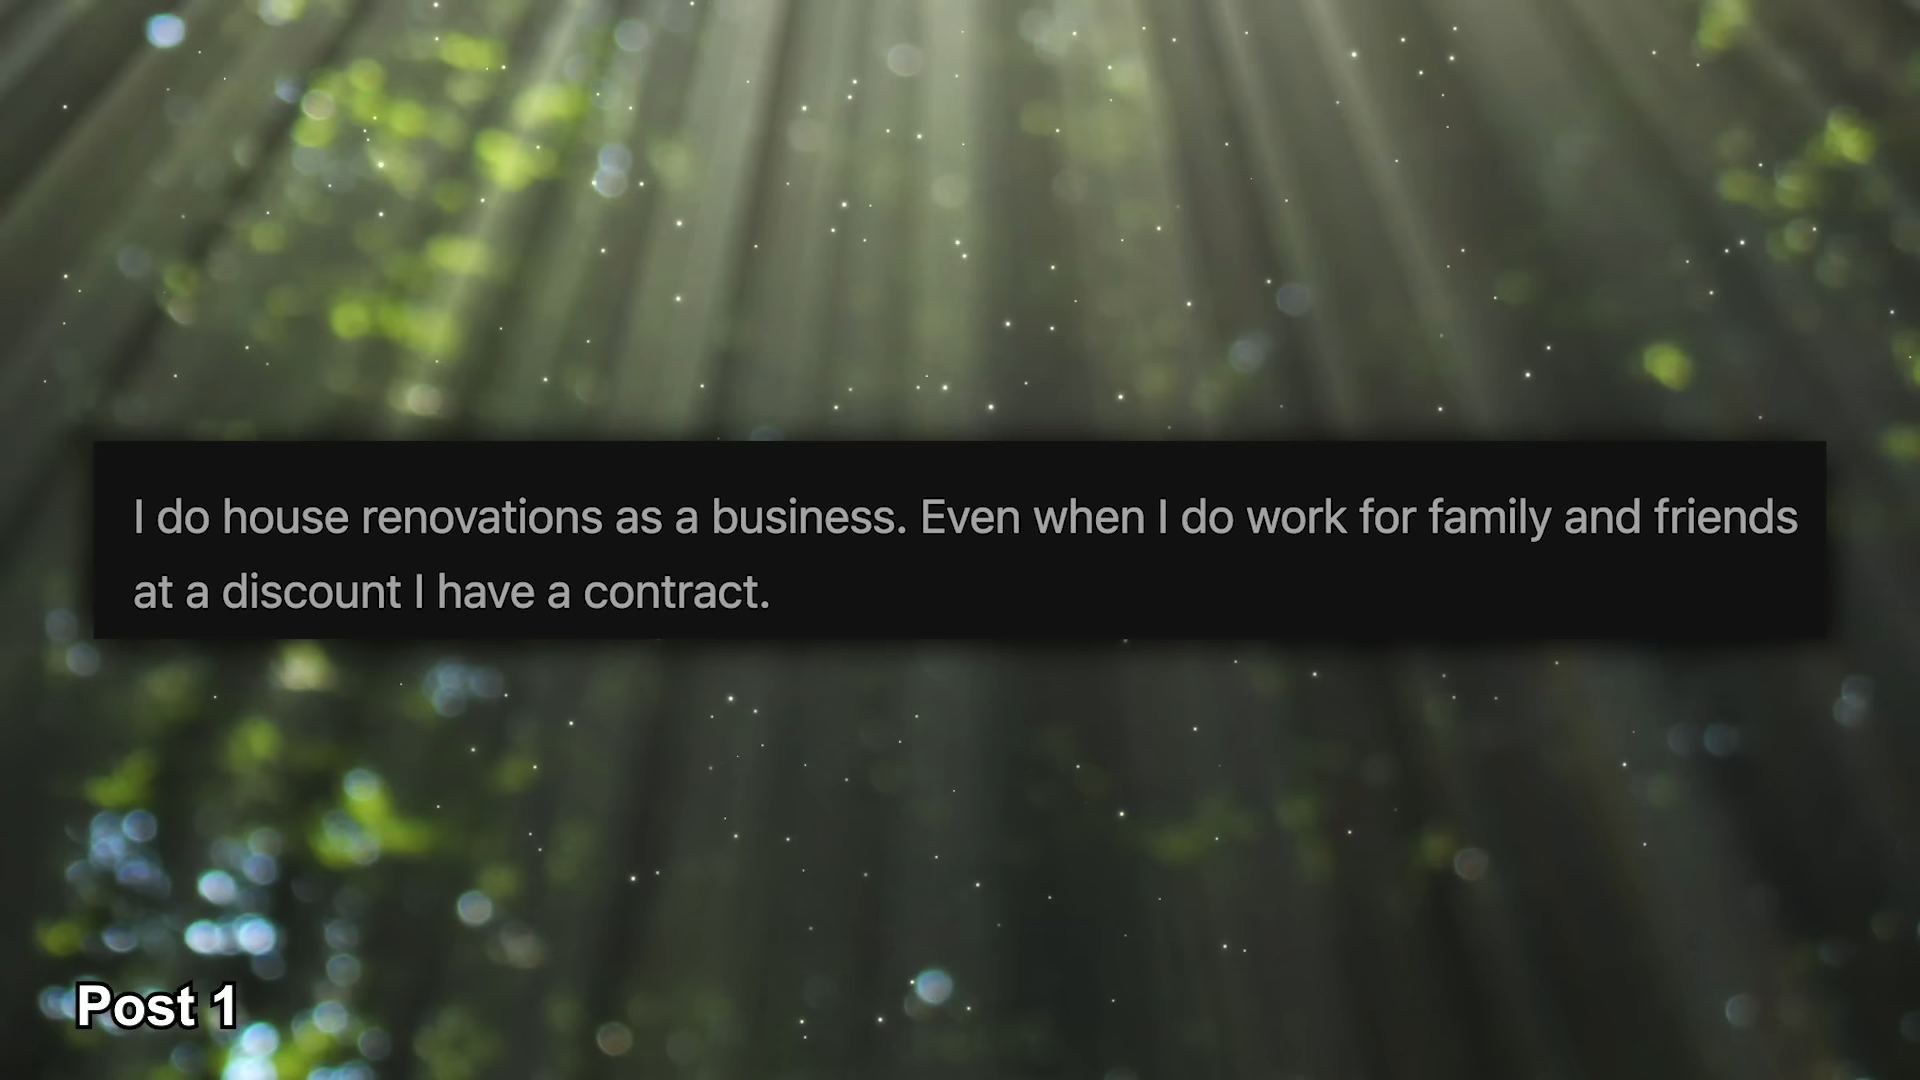 I do house renovations as a business. Even when I do work for family and friends
at a discount I have a contract.
Post 1